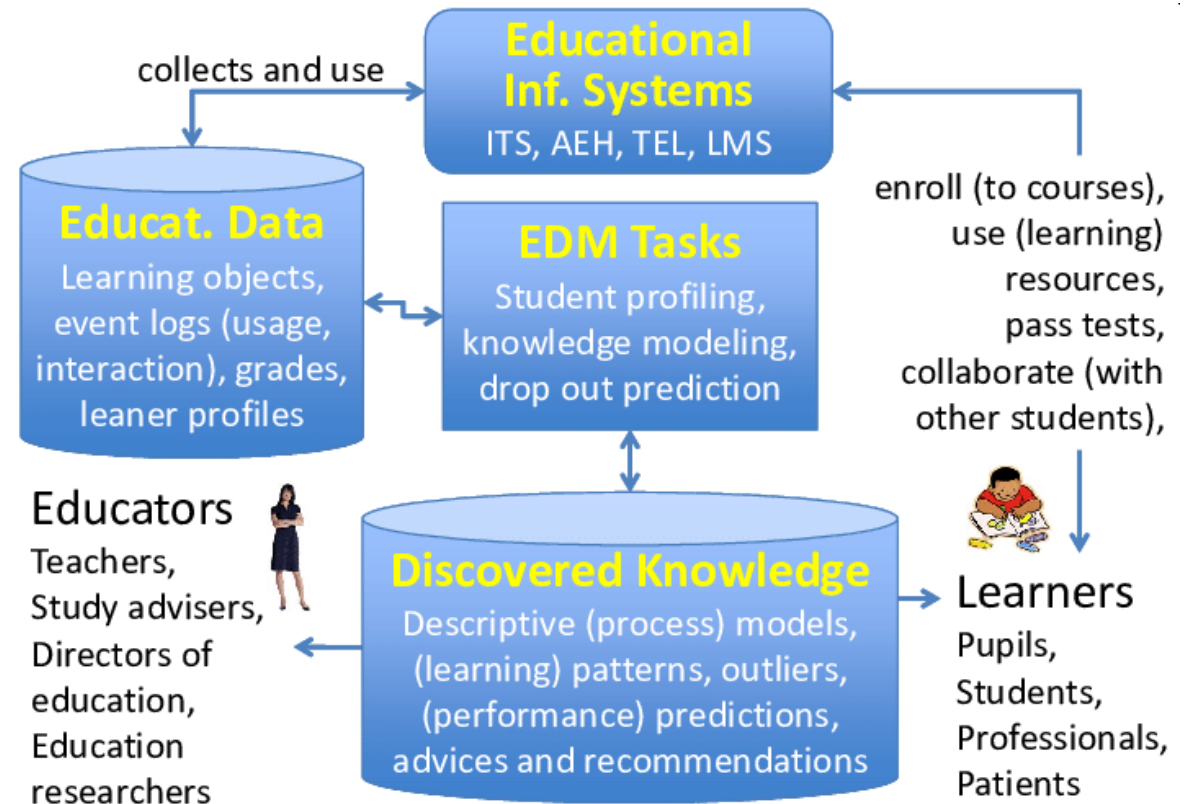 Educational
Inf. Systems
ITS, AEH, TEL, LMS
collects and use
Educat. Data
Learning objects,
event logs (usage,
interaction), grades,
leaner profiles
EDM Tasks
Student profiling,
knowledge modeling,
drop out prediction
enroll (to courses),
use (learning)
resources,
pass tests,
collaborate (with
other students),
Educators
Teachers,
Study advisers,
Directors of
education,
Education
researchers
Discovered Knowledge
Descriptive (process) models,
(learning) patterns, outliers,
(performance) predictions,
advices and recommendations
Learners
Pupils,
Students,
Professionals,
Patients